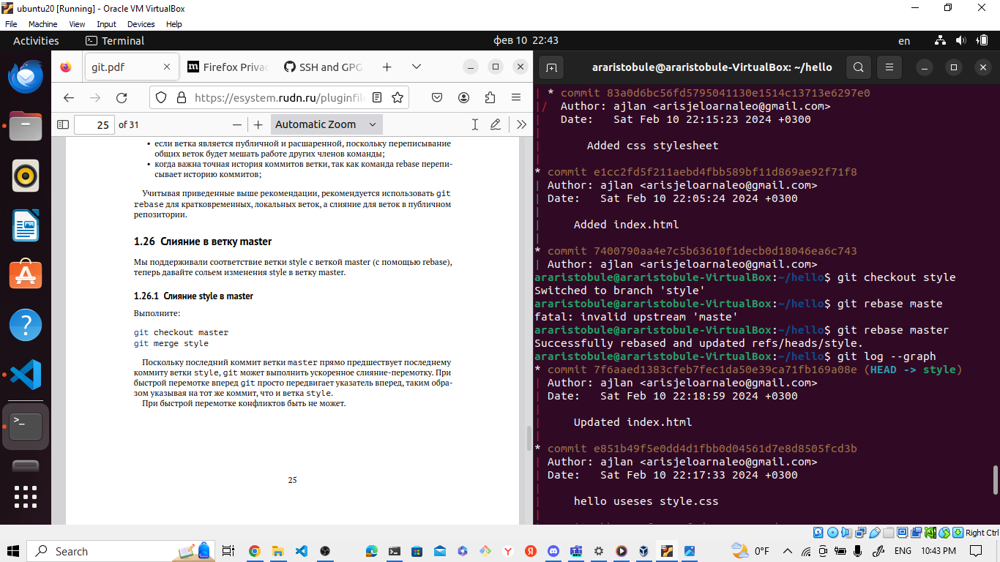 ubuntu20 [Running] - Oracle VM VirtualBox
File Machine View Input Devices Help
Activities Terminal фев 10 22:43 en
git.pdf Firefox Priva SSH and GPG
https://esystem.rudn.ru/pluginfile
25 of 31 Automatic Zoom
• если ветка является публичной и расшаренной, поскольку переписывание
общих веток будет мешать работе других членов команды;
• когда важна точная история коммитов ветки, так как команда rebase перепи-
сывает историю коммитов;
Учитывая приведенные выше рекомендации, рекомендуется использовать git
rebase для кратковременных, локальных веток, а слияние для веток в публичном
репозитории.
1.26 Слияние в ветку master
Мы поддерживали соответствие ветки style с веткой master (с помощью rebase),
теперь давайте сольем изменения style в ветку master.
1.26.1 Слияние style в master
Выполните:
git checkout master
git merge style
Поскольку последний коммит ветки master прямо предшествует последнему
коммиту ветки style, git может выполнить ускоренное слияние-перемотку. При
быстрой перемотке вперед git просто передвигает указатель вперед, таким обра-
зом указывая на тот же коммит, что и ветка style.
При быстрой перемотке конфликтов быть не может.
25
araristobule@araristobule-VirtualBox: ~/hello
| * commit 83a0d6bc56fd5795041130e1514c13713e6297e0
|/ Author: ajlan <arisjeloarnaleo@gmail.com>
| Date: Sat Feb 10 22:15:23 2024 +0300
|
| Added css stylesheet
|
* commit e1cc2fd5f211aebd4fbb589bf11d869ae92f71f8
| Author: ajlan <arisjeloarnaleo@gmail.com>
| Date: Sat Feb 10 22:05:24 2024 +0300
|
| Added index.html
|
* commit 7400790aa4e7c5b63610f1decb0d18046ea6c743
| Author: ajlan <arisjeloarnaleo@gmail.com>
araristobule@araristobule-VirtualBox:~/hello$ git checkout style
Switched to branch 'style'
araristobule@araristobule-VirtualBox:~/hello$ git rebase maste
fatal: invalid upstream 'maste'
araristobule@araristobule-VirtualBox:~/hello$ git rebase master
Successfully rebased and updated refs/heads/style.
araristobule@araristobule-VirtualBox:~/hello$ git log --graph
* commit 7f6aaed1383cfeb7fec1da50e39ca71fb169a08e (HEAD -> style)
| Author: ajlan <arisjeloarnaleo@gmail.com>
| Date: Sat Feb 10 22:18:59 2024 +0300
|
| Updated index.html
|
* commit e851b49f5e0dd4d1fbb0d04561d7e8d8505fcd3b
| Author: ajlan <arisjeloarnaleo@gmail.com>
| Date: Sat Feb 10 22:17:33 2024 +0300
|
| hello useses style.css
|
Right Ctrl
Search 0°F ENG 10:43 PM